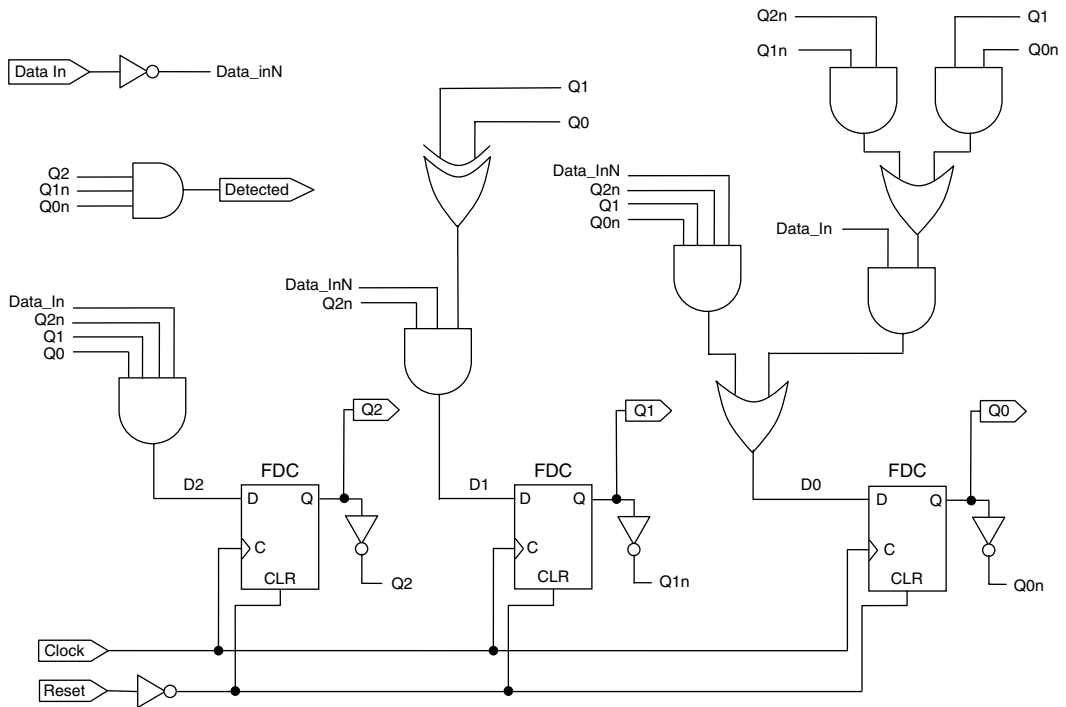 Q2n
Q1
Q1n
Q0n
Data In
Data_inN
Q1
Q0
Q2
Q1n
Q0n
Detected
Data_InN
Q2n
Q1
Q0n
Data_In
Data_InN
Q2n
Data_In
Q2n
Q1
Q0
Q2
Q1
Q0
FDC
FDC
FDC
D2
D
Q
D1
D
Q
D0
D
Q
C
C
C
CLR
Q2
CLR
Q1n
CLR
Q0n
Clock
Reset